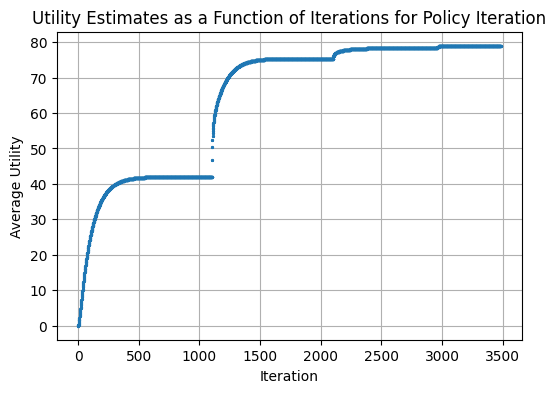 Utility Estimates as a Function of Iterations for Policy Iteration
80
70
60
50
40
30
20
10
0
Average Utility
0 500 1000 1500 2000 2500 3000 3500
Iteration